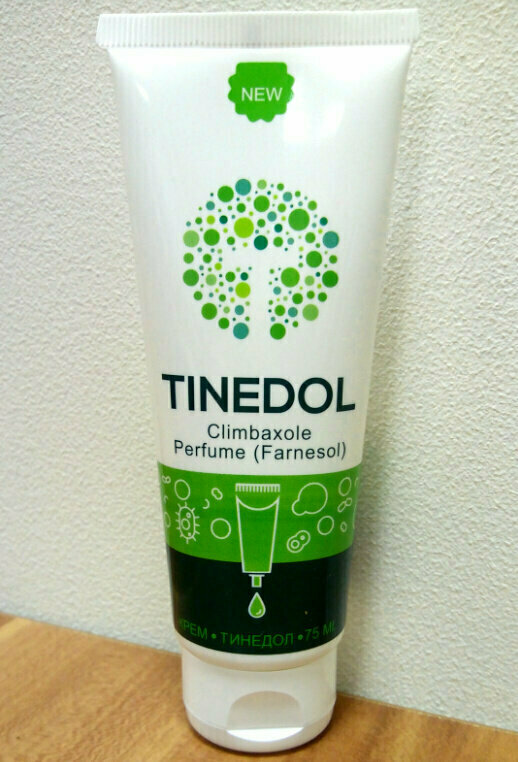 NEW
TINEDOL
Climbaxole
Perfume (Farnesol)
КРЕМ • ТИНЕДОЛ • 75 ML